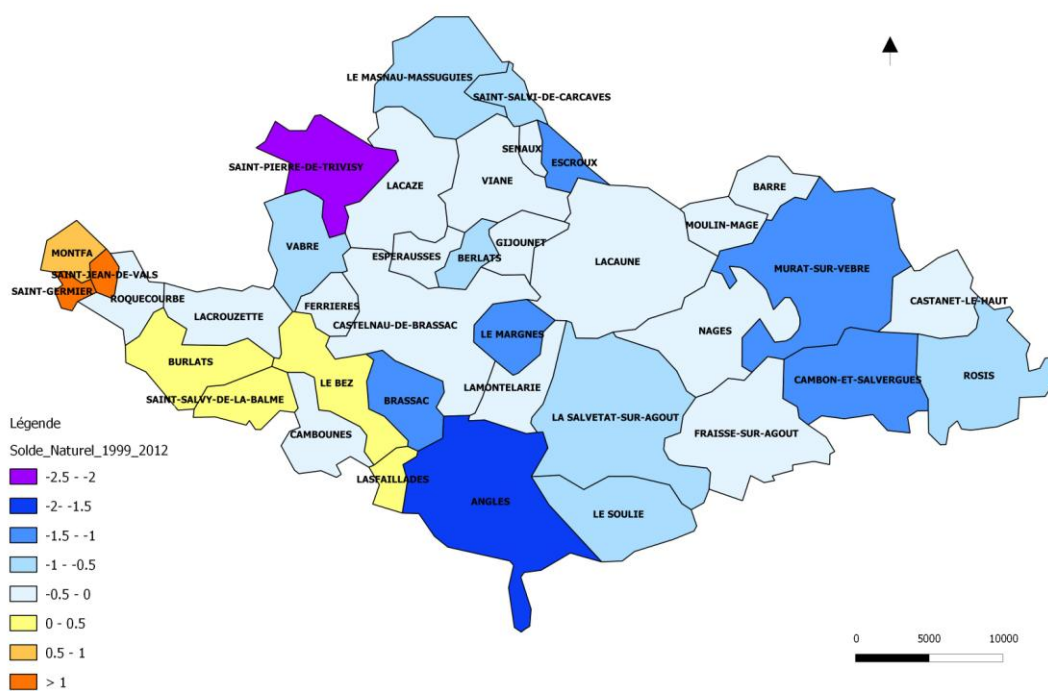 LE MASNAU-MASSUGUIES
SAINT-SALVI-DE-CARCAVES
SENAUX
ESCROUX
SAINT-PIERRE-DE-TRIVISY
LACAZE
VIANE
BARRE
MOULIN-MAGE
VABRE
GIJOUNET
MONTFA
ESPERAUSSES
BERLATS
LACAUNE
MURAT-SUR-VEBRE
SAINT-JEAN-DE-VALS
SAINT-GERMIER
ROQUECOURBE
CASTANET-LE-HAUT
FERRIERES
LACROUZETTE
CASTELNAU-DE-BRASSAC
LE MARGNES
NAGES
BURLATS
LE BEZ
ROSIS
CAMBON-ET-SALVERGUES
LAMONTELARIE
SAINT-SALVY-DE-LA-BALME
BRASSAC
LA SALVETAT-SUR-AGOUT
FRAISSE-SUR-AGOUT
CAMBOUNES
LASFAILLADES
ANGLES
LE SOULIE
Légende
Solde_Naturel_1999_2012
-2.5 - -2
-2- -1.5
-1.5 - -1
-1 - -0.5
-0.5 - 0
0 - 0.5
0.5 - 1
> 1
0 5000 10000